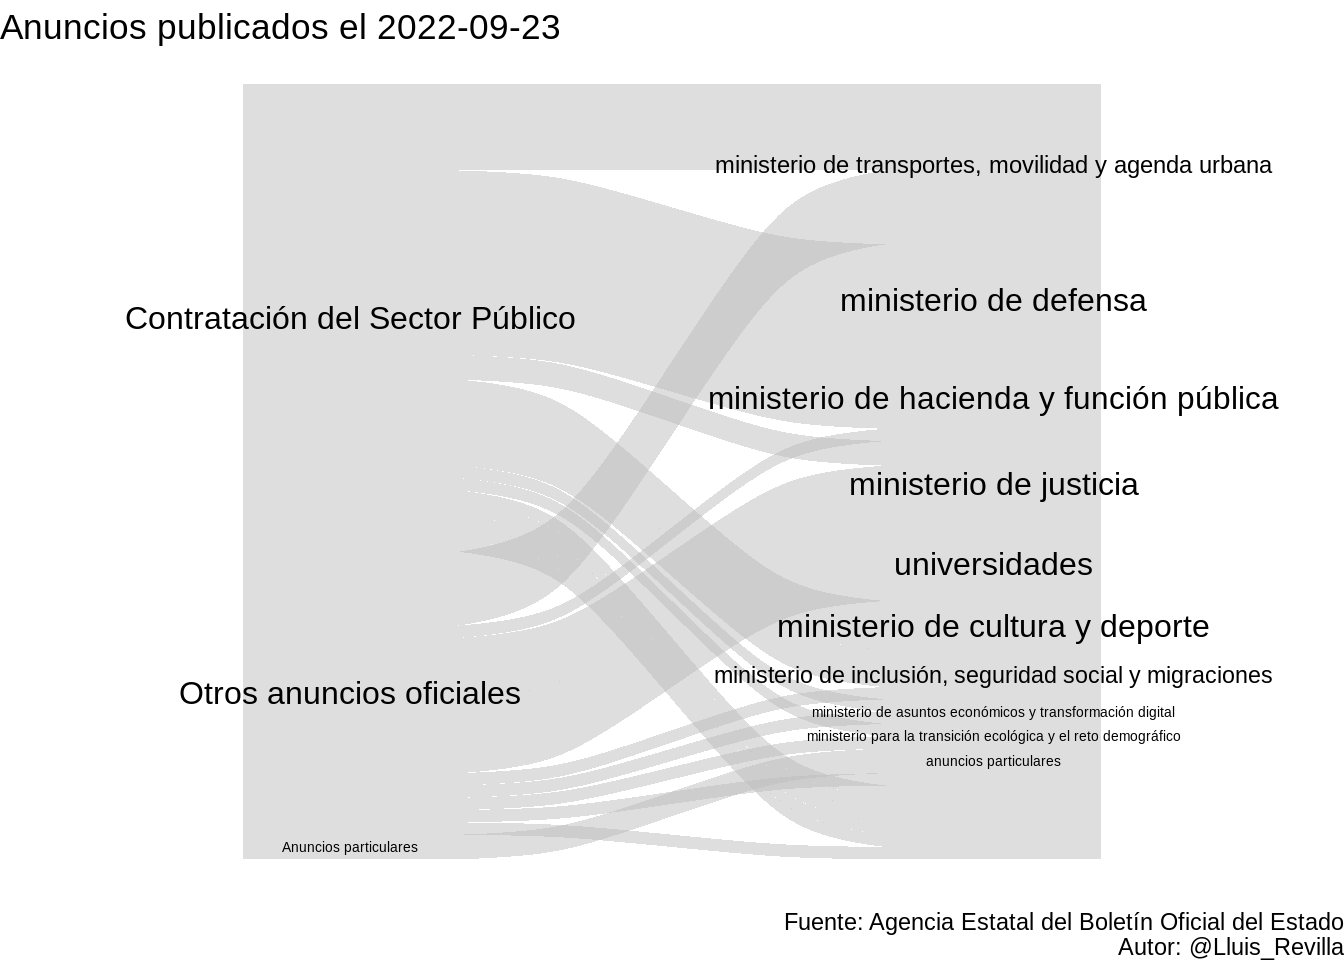 Anuncios publicados el 2022-09-23
ministerio de transportes, movilidad y agenda urbana
ministerio de defensa
Contratación del Sector Público
ministerio de hacienda y función pública
ministerio de justicia
universidades
ministerio de cultura y deporte
ministerio de inclusión, seguridad social y migraciones
Otros anuncios oficiales
ministerio de asuntos económicos y transformación digital
ministerio para la transición ecológica y el reto demográfico
anuncios particulares
Anuncios particulares
Fuente: Agencia Estatal del Boletín Oficial del Estado
Autor: @Lluis_Revilla